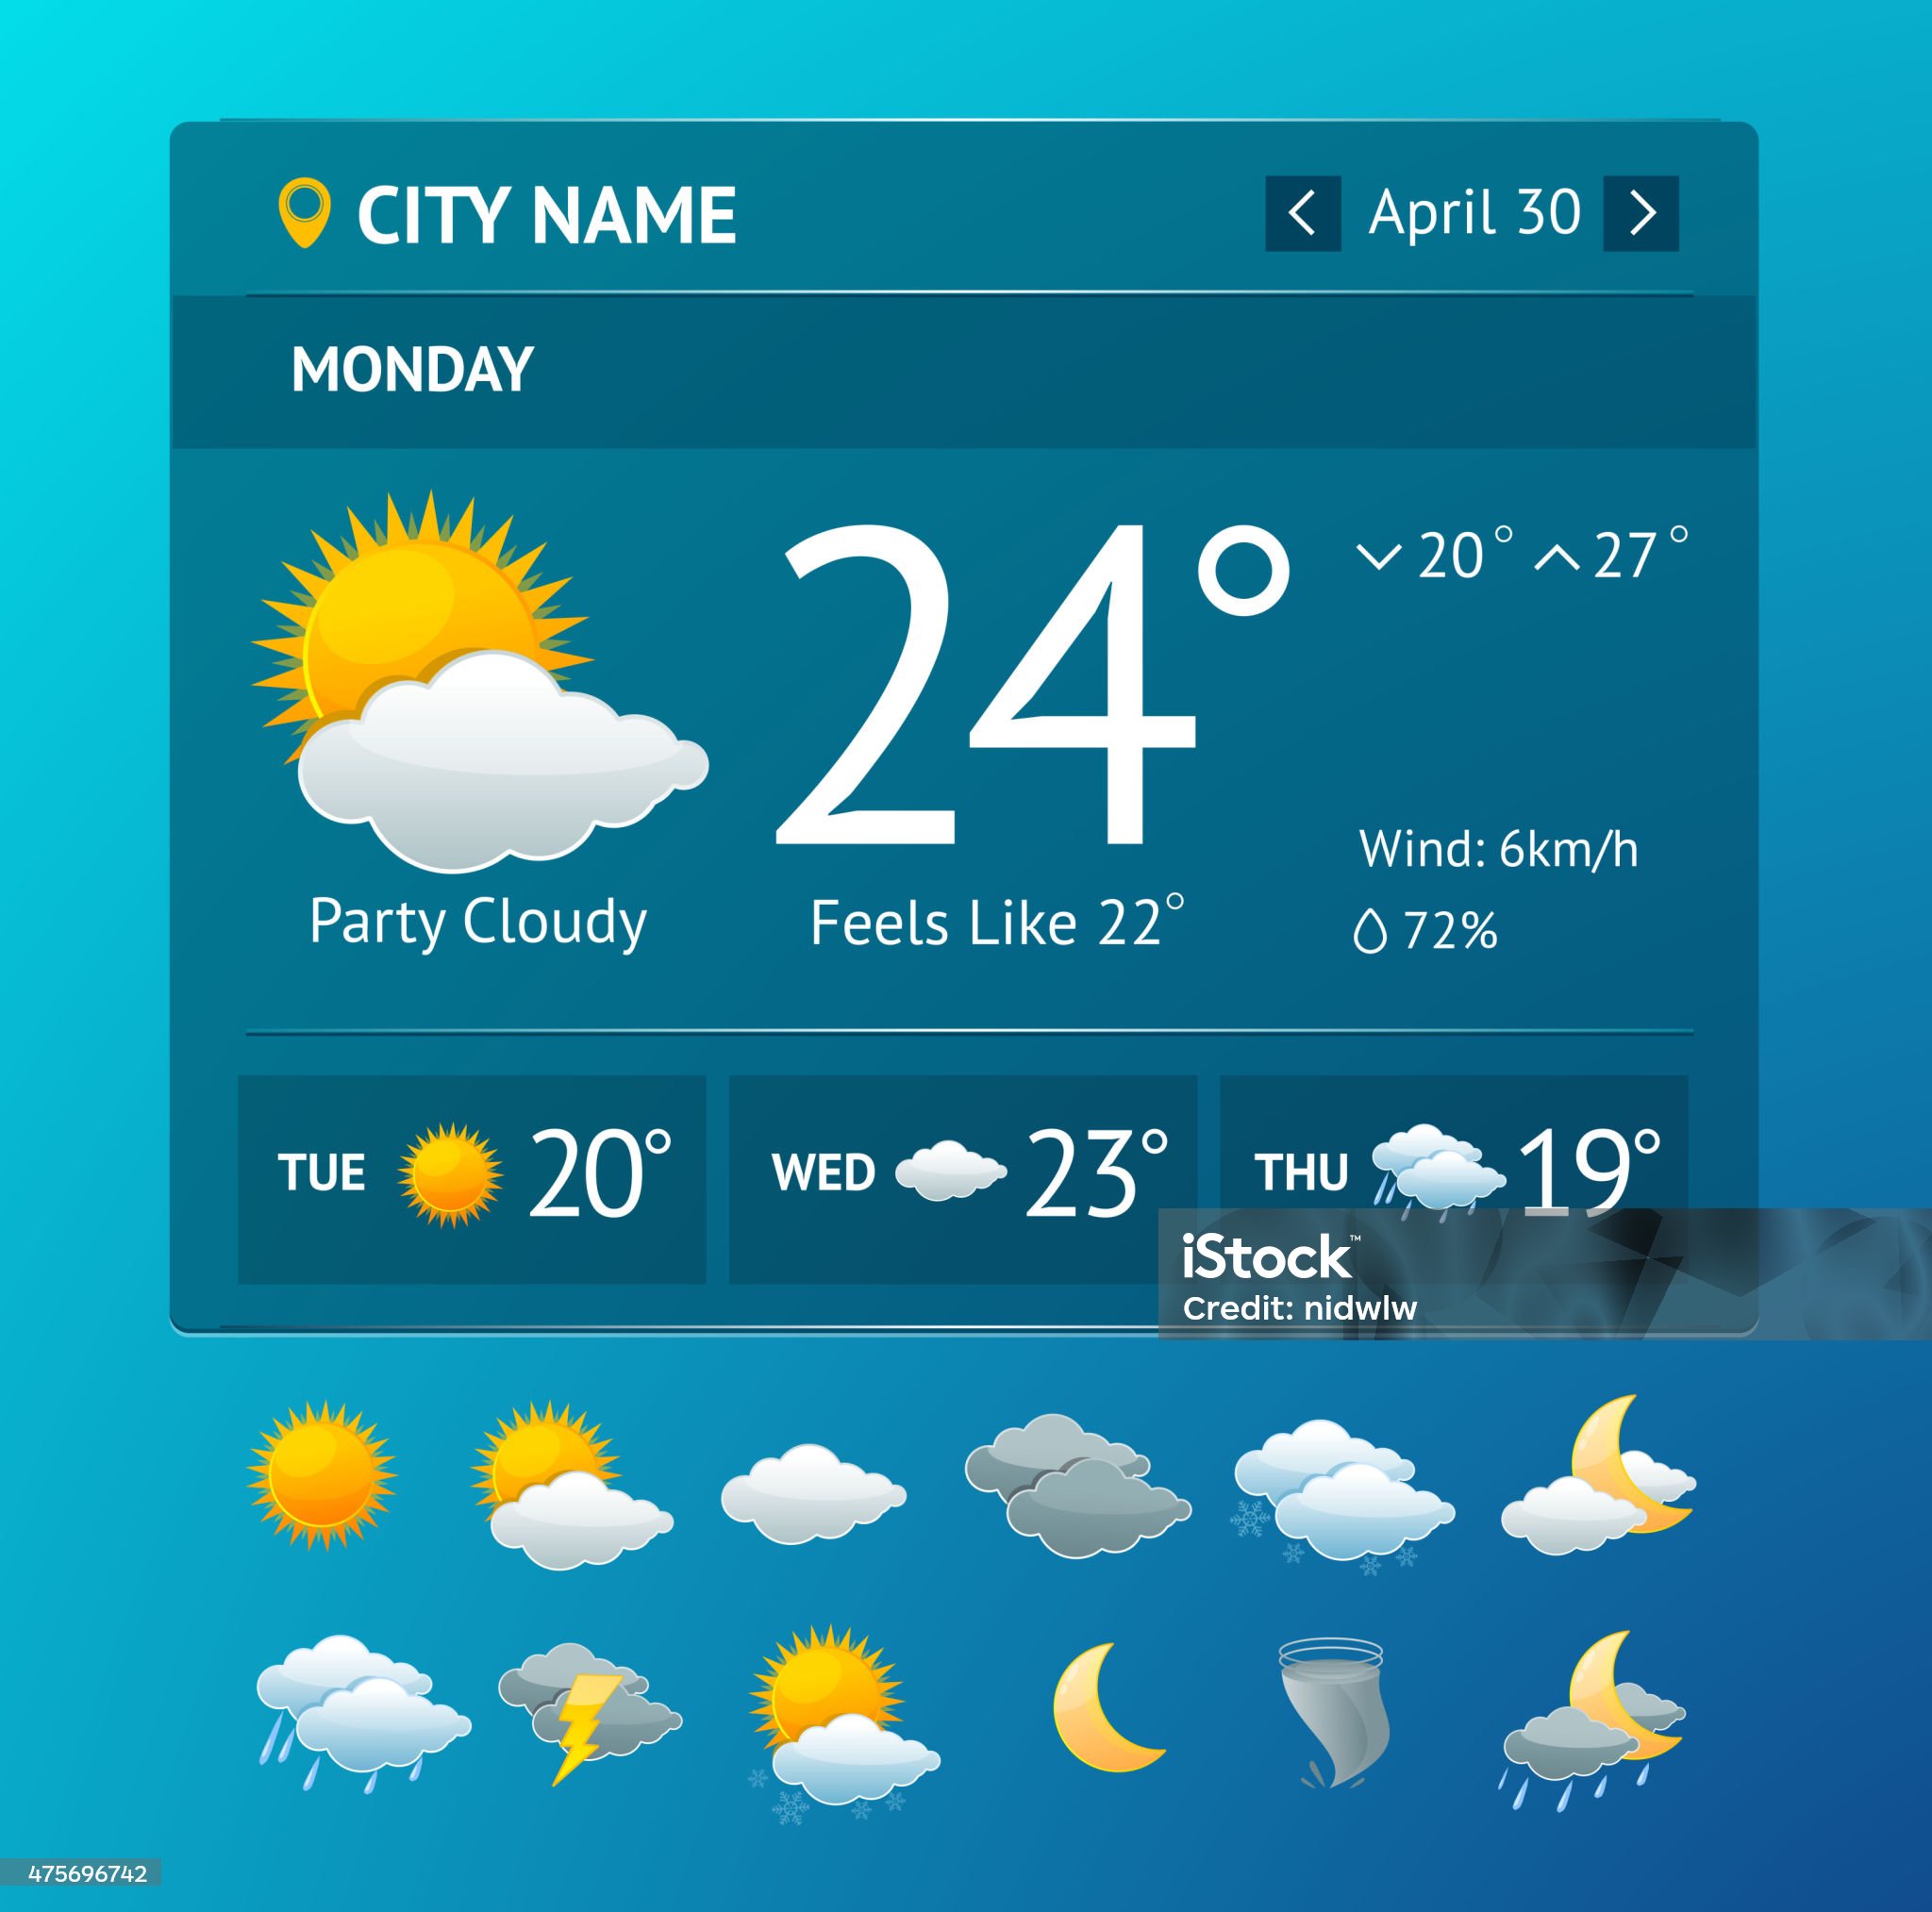 CITY NAME
April 30
MONDAY
24°
20° 27°
Wind: 6km/h
Party Cloudy
Feels Like 22°
72%
TUE 20°
WED 23°
THU 19°
iStock™
Credit: nidwlw
475696742